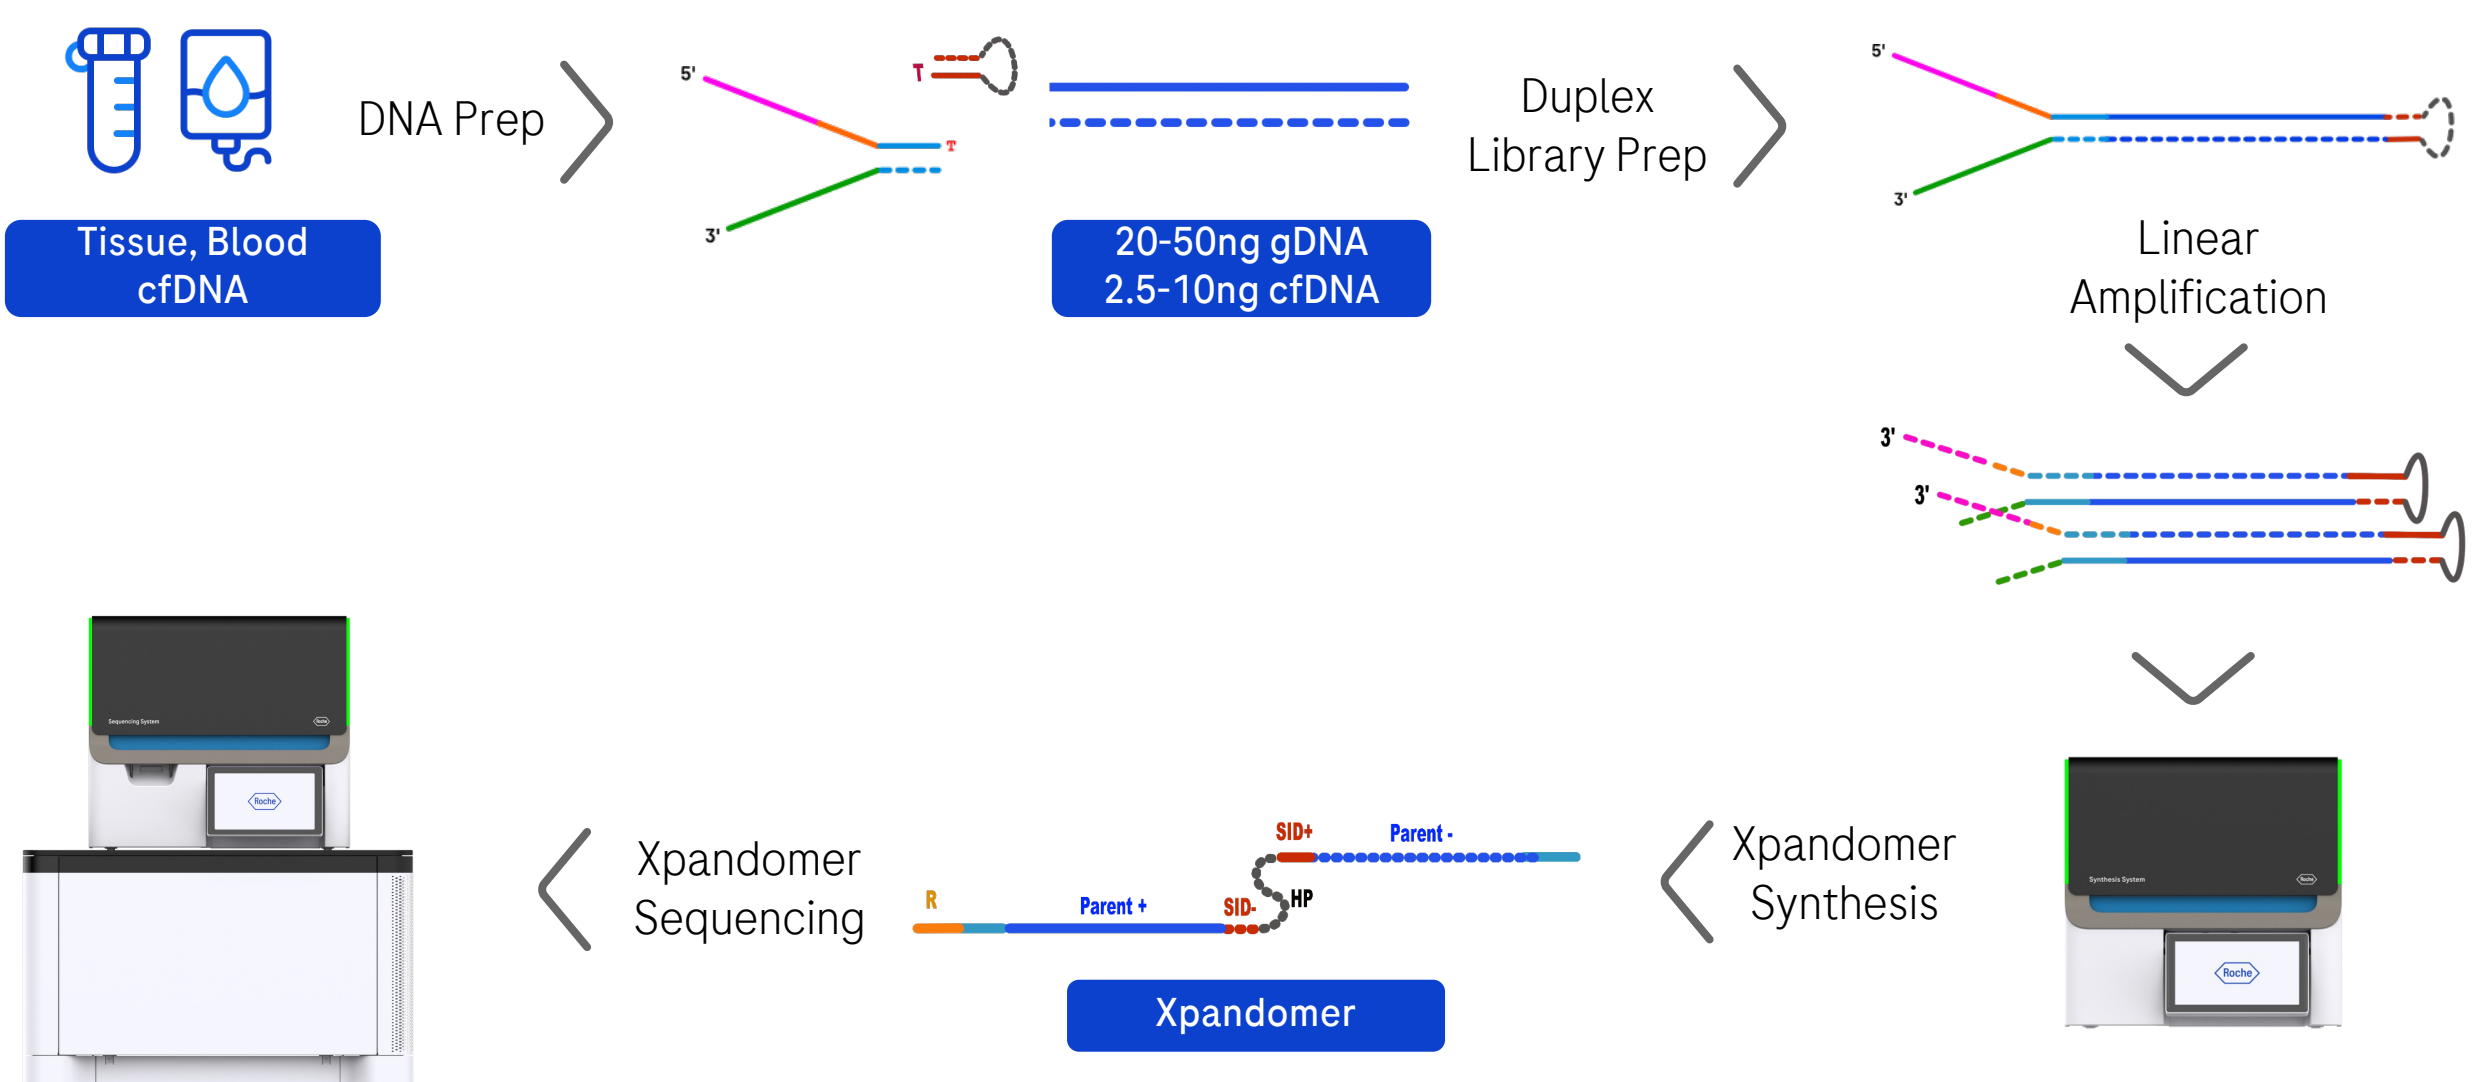 Tissue, Blood
cfDNA
DNA Prep
5'
T
T
3'
20-50ng gDNA
2.5-10ng cfDNA
Duplex
Library Prep
5'
3'
Linear
Amplification
3'
3'
Synthesis System
Roche
Roche
Xpandomer
Synthesis
SID+
Parent -
R
Parent +
SID-
HP
Xpandomer
Xpandomer
Sequencing
Sequencing System
Roche
Roche